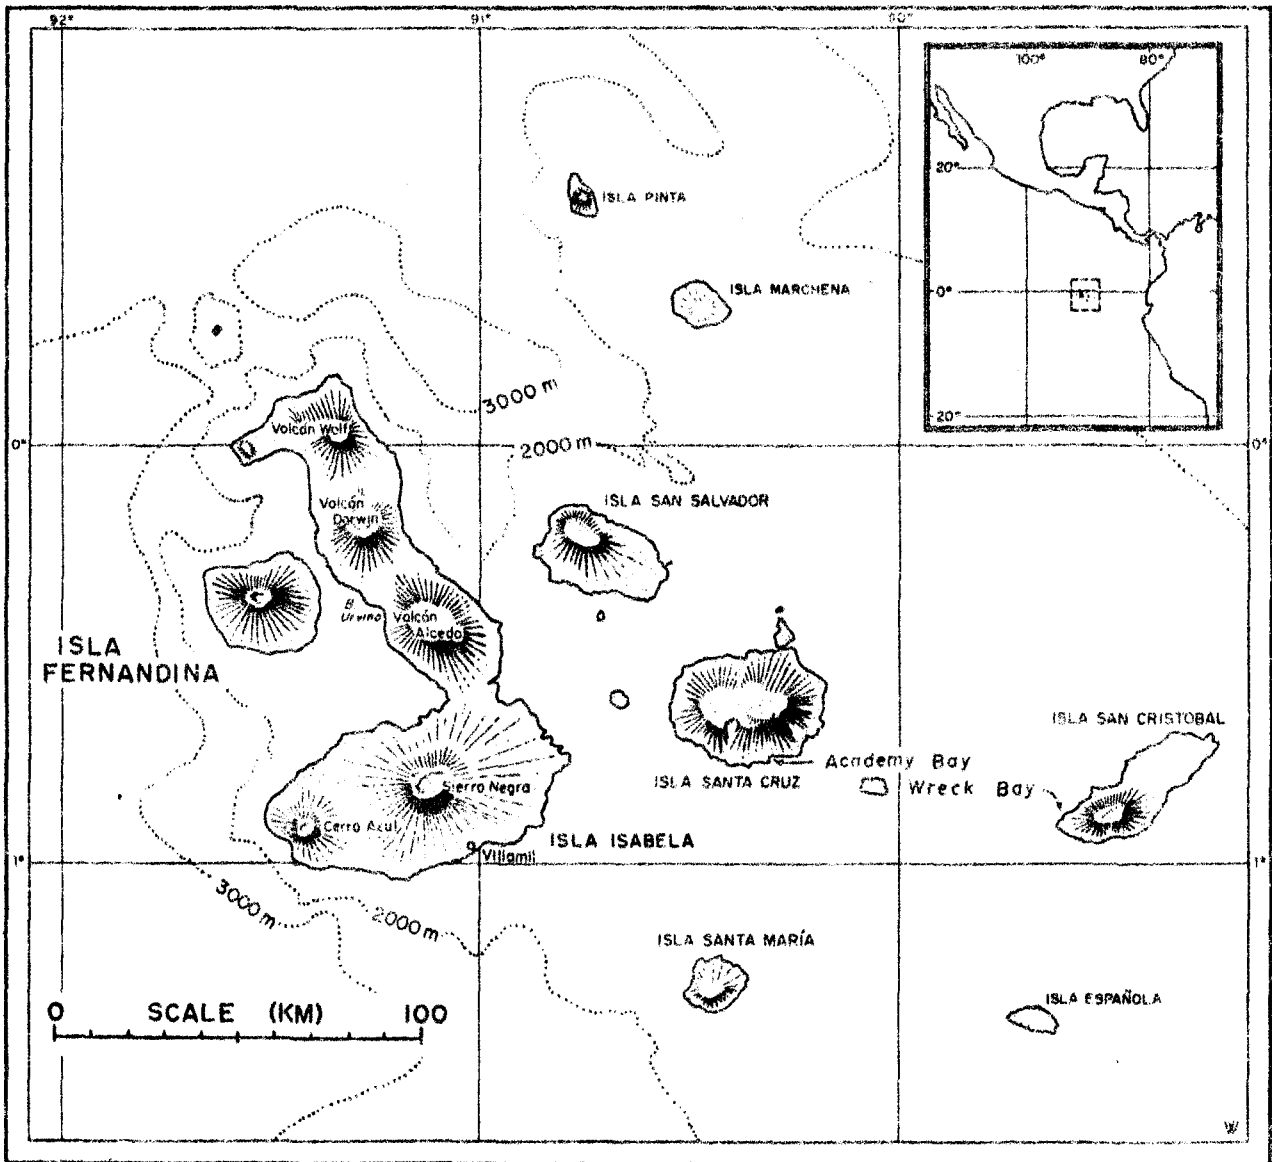 92°
91°
90°
100°
80°
20°
0°
20°
ISLA PINTA
ISLA MARCHENA
3000 m
2000 m
0°
0°
Volcán Wolf
Volcán
Darwin
ISLA SAN SALVADOR
B.
Urvina
Volcán
Alcedo
ISLA
FERNANDINA
ISLA SAN CRISTOBAL
Academy Bay
ISLA SANTA CRUZ
Wreck Bay
Sierra Negra
Cerro Azul
ISLA ISABELA
Villamil
1°
1°
3000 m
2000 m
ISLA SANTA MARÍA
ISLA ESPAÑOLA
0 SCALE (KM) 100
W